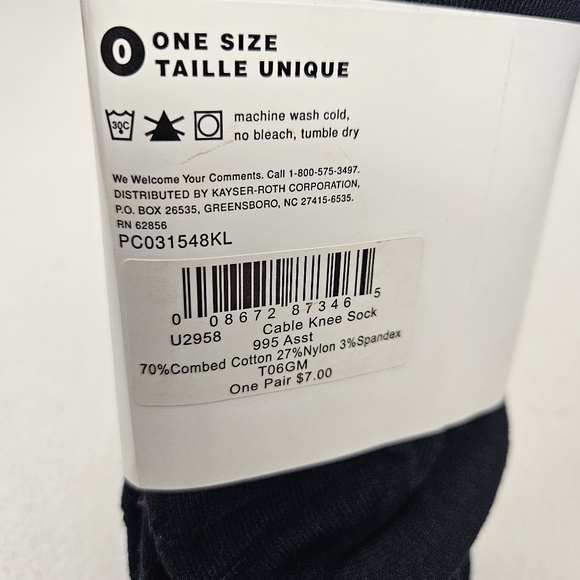 0 ONE SIZE
TAILLE UNIQUE
30C
machine wash cold,
no bleach, tumble dry
We Welcome Your Comments. Call 1-800-575-3497.
DISTRIBUTED BY KAYSER-ROTH CORPORATION,
P.O. BOX 26535, GREENSBORO, NC 27415-6535.
RN 62856
PC031548KL
0 08672 87346 5
U2958 Cable Knee Sock
995 Asst
70%Combed Cotton 27%Nylon 3%Spandex
T06GM
One Pair $7.00